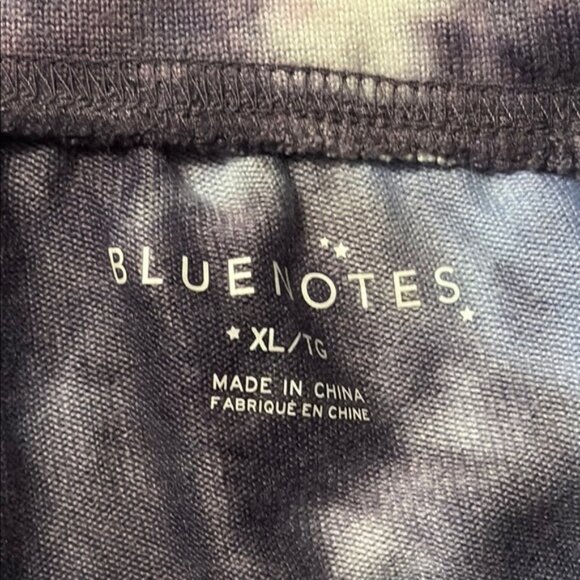 BLUENOTES
XL/TG
MADE IN CHINA
FABRIQUÉ EN CHINE